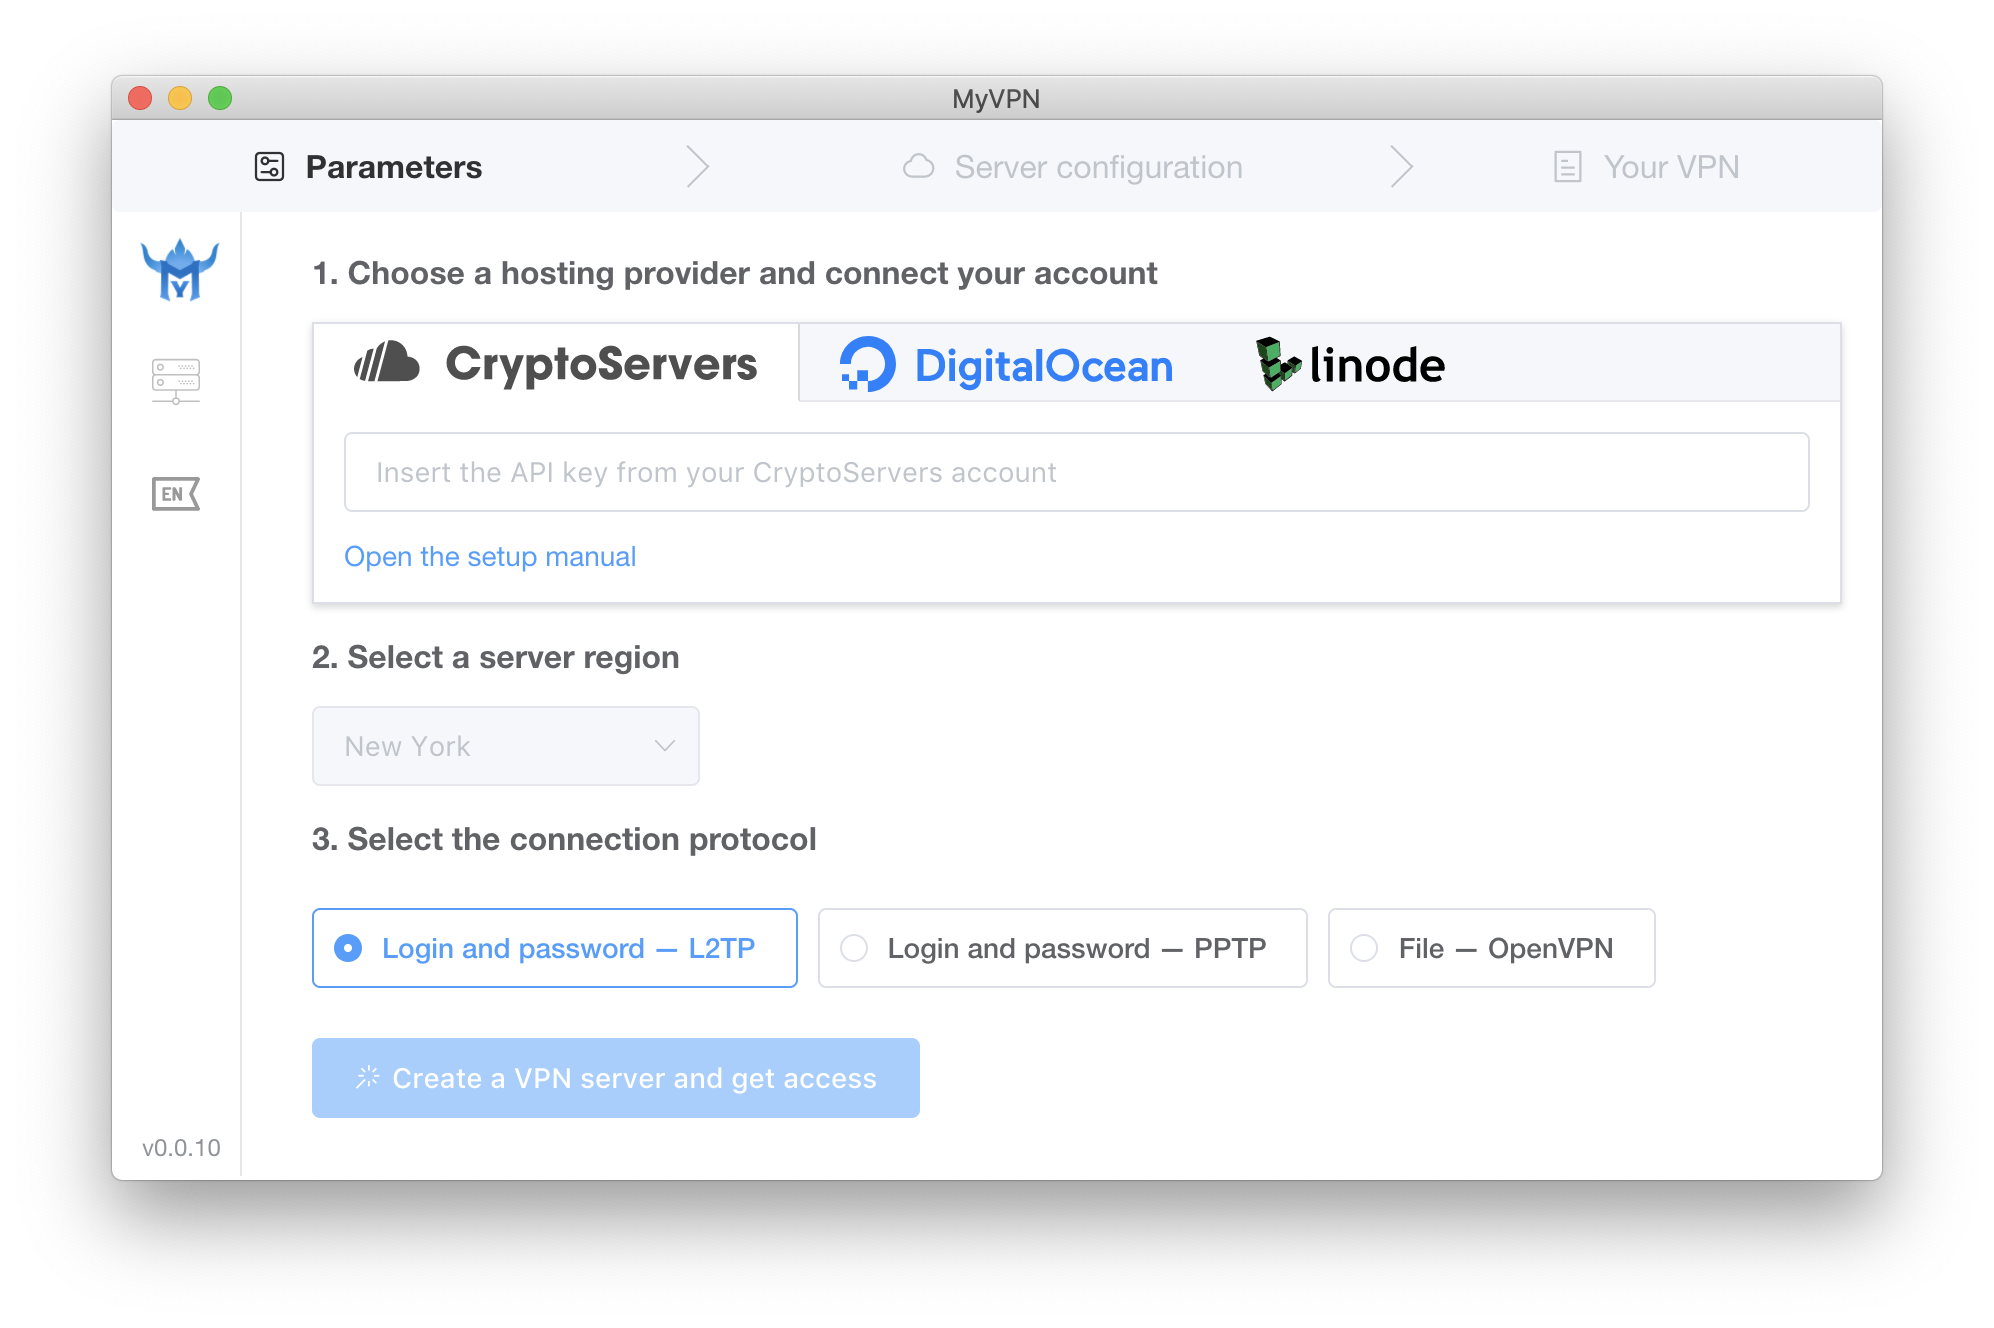 MyVPN
Parameters
Server configuration
Your VPN
1. Choose a hosting provider and connect your account
CryptoServers
DigitalOcean
linode
Insert the API key from your CryptoServers account
EN
Open the setup manual
2. Select a server region
New York
3. Select the connection protocol
Login and password — L2TP
Login and password — PPTP
File — OpenVPN
Create a VPN server and get access
v0.0.10